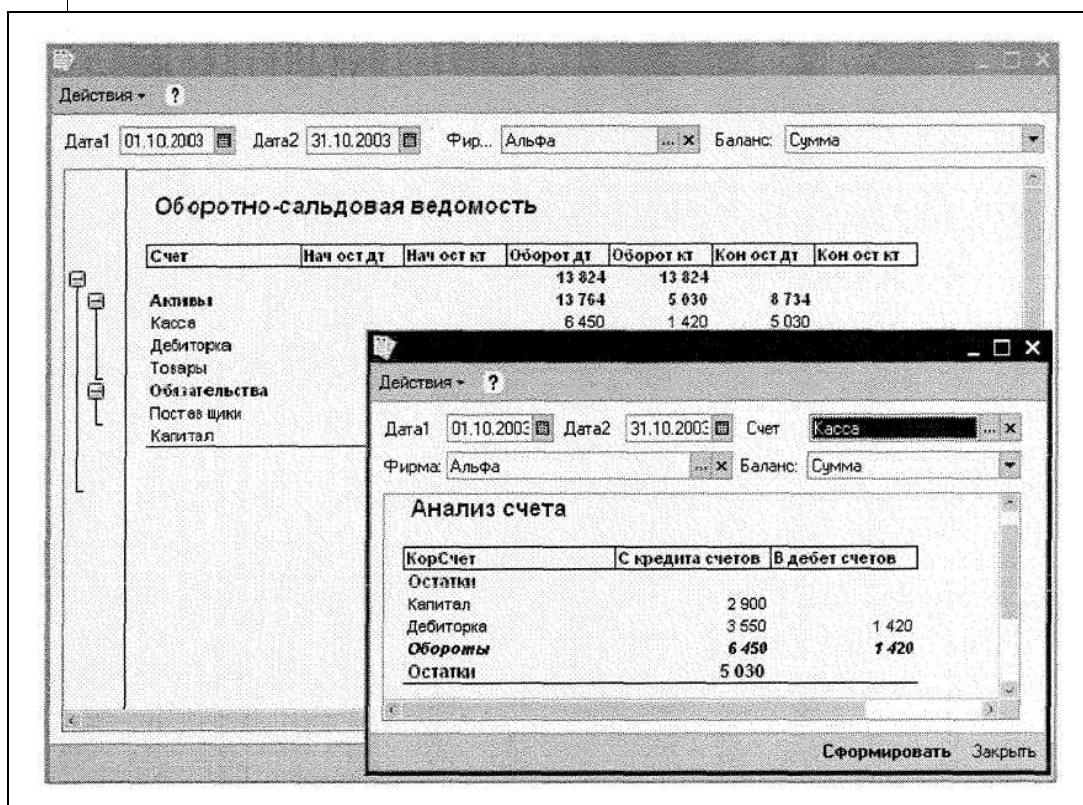 Действия ?
Дата1 01.10.2003 Дата2 31.10.2003 Фир... Альфа ... x Баланс: Сумма
Оборотно-сальдовая ведомость
Счет Нач ост дт Нач ост кт Оборот дт Оборот кт Кон ост дт Кон ост кт
13 824 13 824
Активы 13 764 5 030 8 734
Касса 6 450 1 420 5 030
Дебиторка
Товары
Обязательства
Поставщики
Капитал
Действия ?
Дата1 01.10.2003 Дата2 31.10.2003 Счет Касса ... x
Фирма: Альфа ... x Баланс: Сумма
Анализ счета
КорСчет С кредита счетов В дебет счетов
Остатки
Капитал 2 900
Дебиторка 3 550 1 420
Обороты 6 450 1 420
Остатки 5 030
Сформировать Закрыть